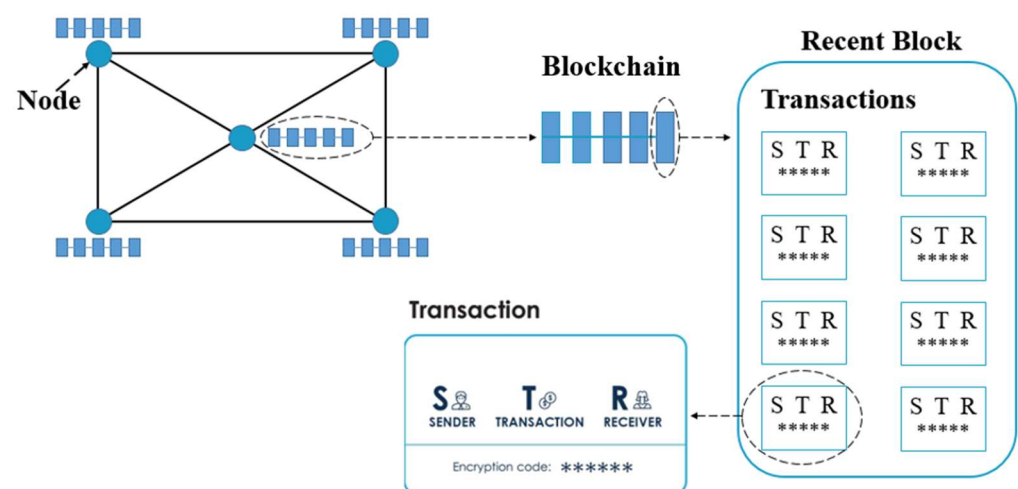 Node
Blockchain
Recent Block
Transactions
S T R
*****
S T R
*****
S T R
*****
S T R
*****
S T R
*****
S T R
*****
S T R
*****
S T R
*****
Transaction
S T R
SENDER TRANSACTION RECEIVER
Encryption code: ******